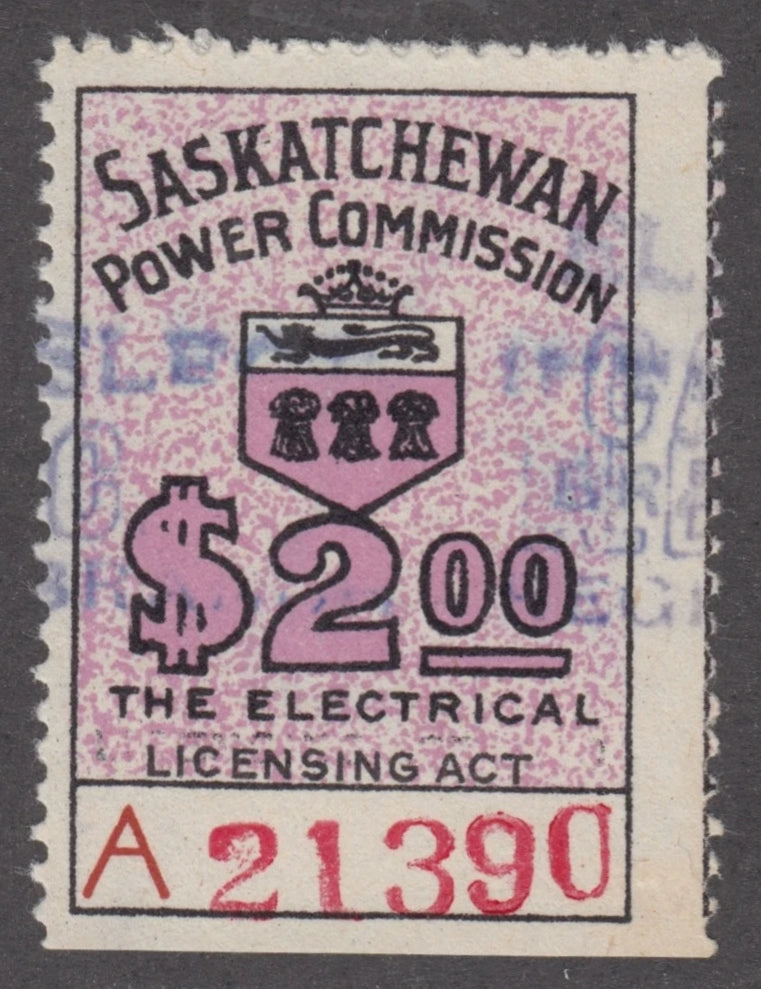 SASKATCHEWAN
POWER COMMISSION
$2.00
THE ELECTRICAL
LICENSING ACT
A 21390